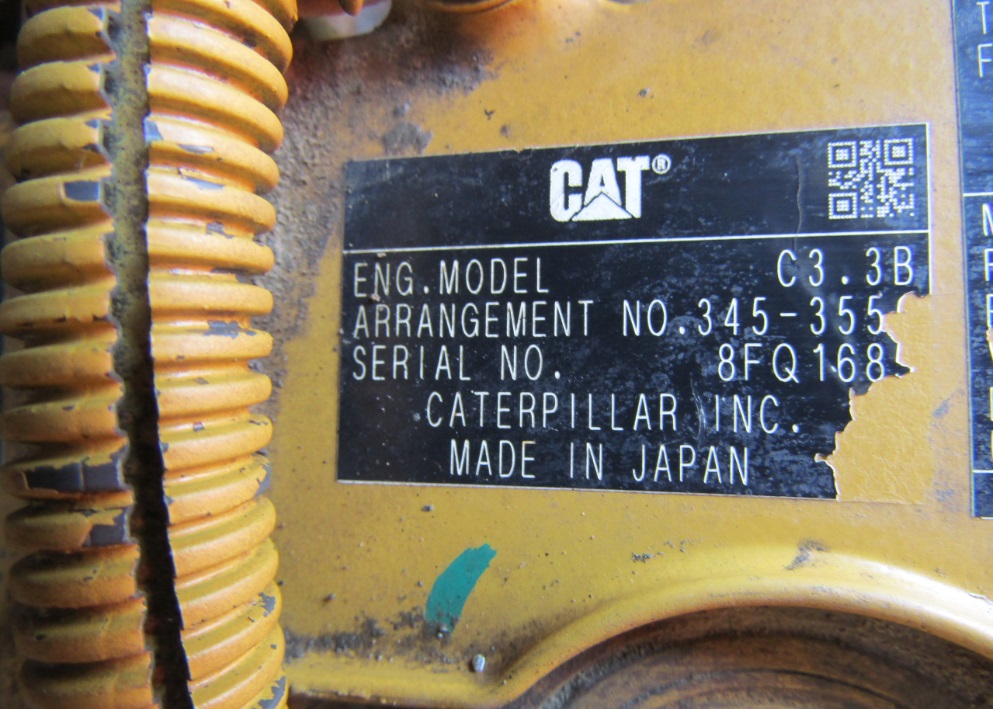 CAT®
ENG.MODEL C3.3B
ARRANGEMENT NO.345-355
SERIAL NO. 8FQ168
CATERPILLAR INC.
MADE IN JAPAN